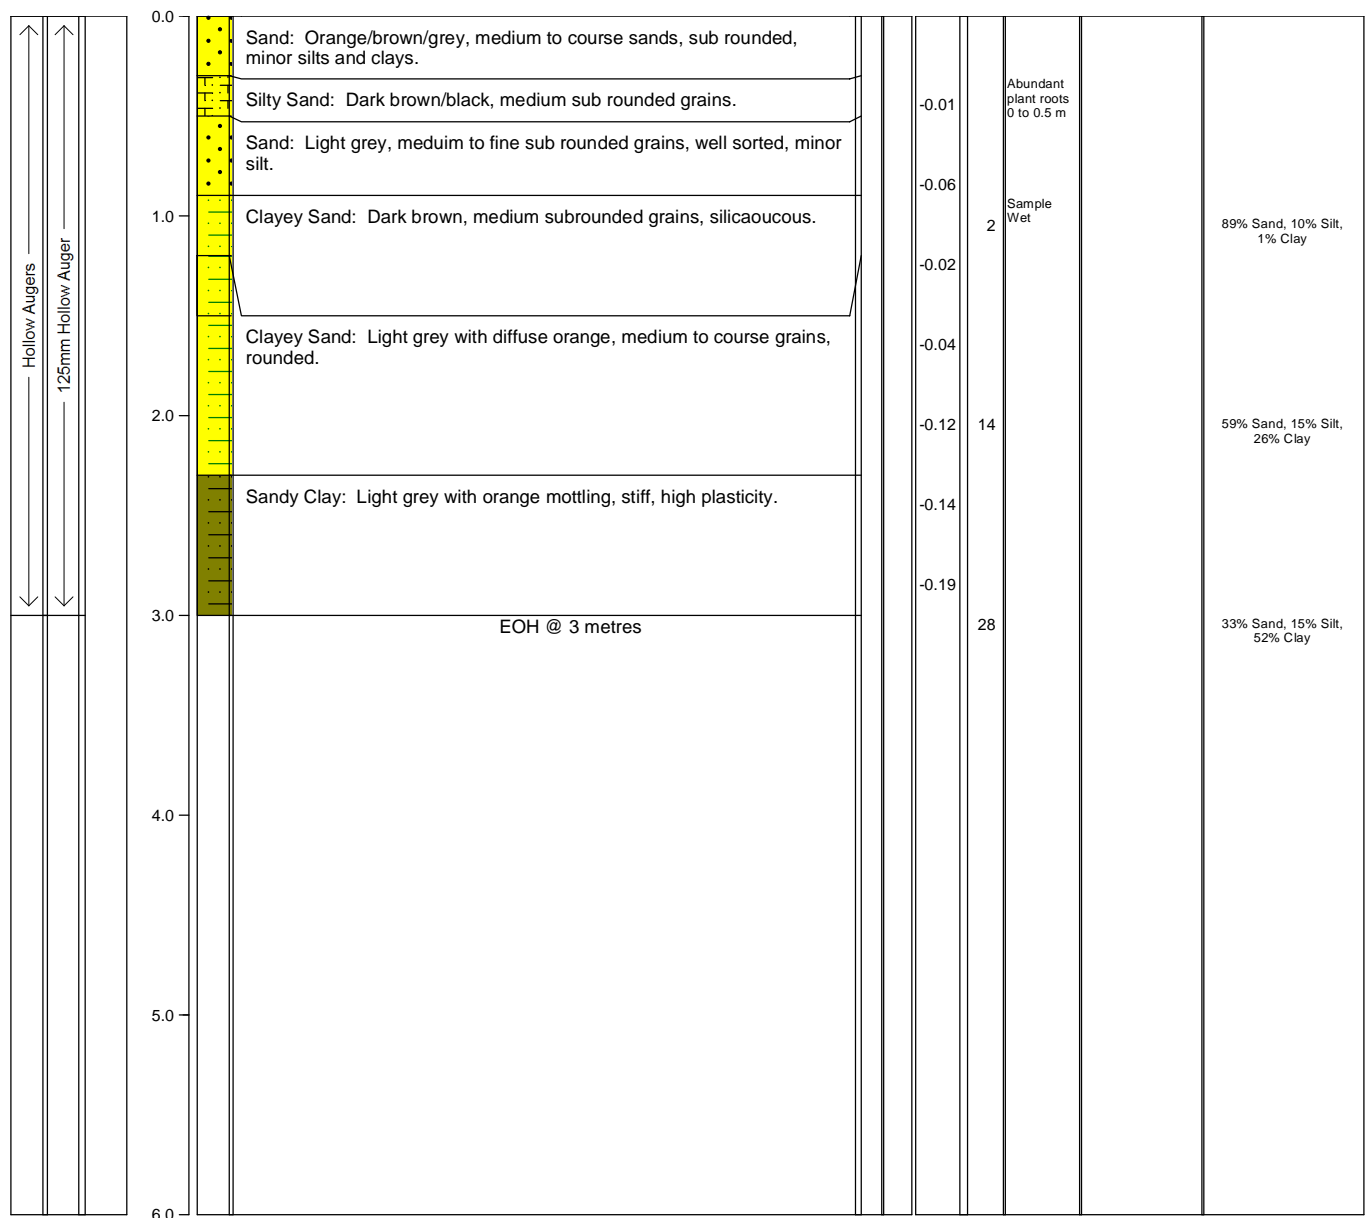 0.0
Sand: Orange/brown/grey, medium to course sands, sub rounded,
minor silts and clays.
Abundant
plant roots
0 to 0.5 m
Silty Sand: Dark brown/black, medium sub rounded grains.
-0.01
Sand: Light grey, meduim to fine sub rounded grains, well sorted, minor
silt.
-0.06
Sample
Wet
1.0
Clayey Sand: Dark brown, medium subrounded grains, silicaoucous.
2
89% Sand, 10% Silt,
1% Clay
-0.02
Hollow Augers
125mm Hollow Auger
Clayey Sand: Light grey with diffuse orange, medium to course grains,
rounded.
-0.04
2.0
-0.12
14
59% Sand, 15% Silt,
26% Clay
Sandy Clay: Light grey with orange mottling, stiff, high plasticity.
-0.14
-0.19
3.0
EOH @ 3 metres
28
33% Sand, 15% Silt,
52% Clay
4.0
5.0
6.0